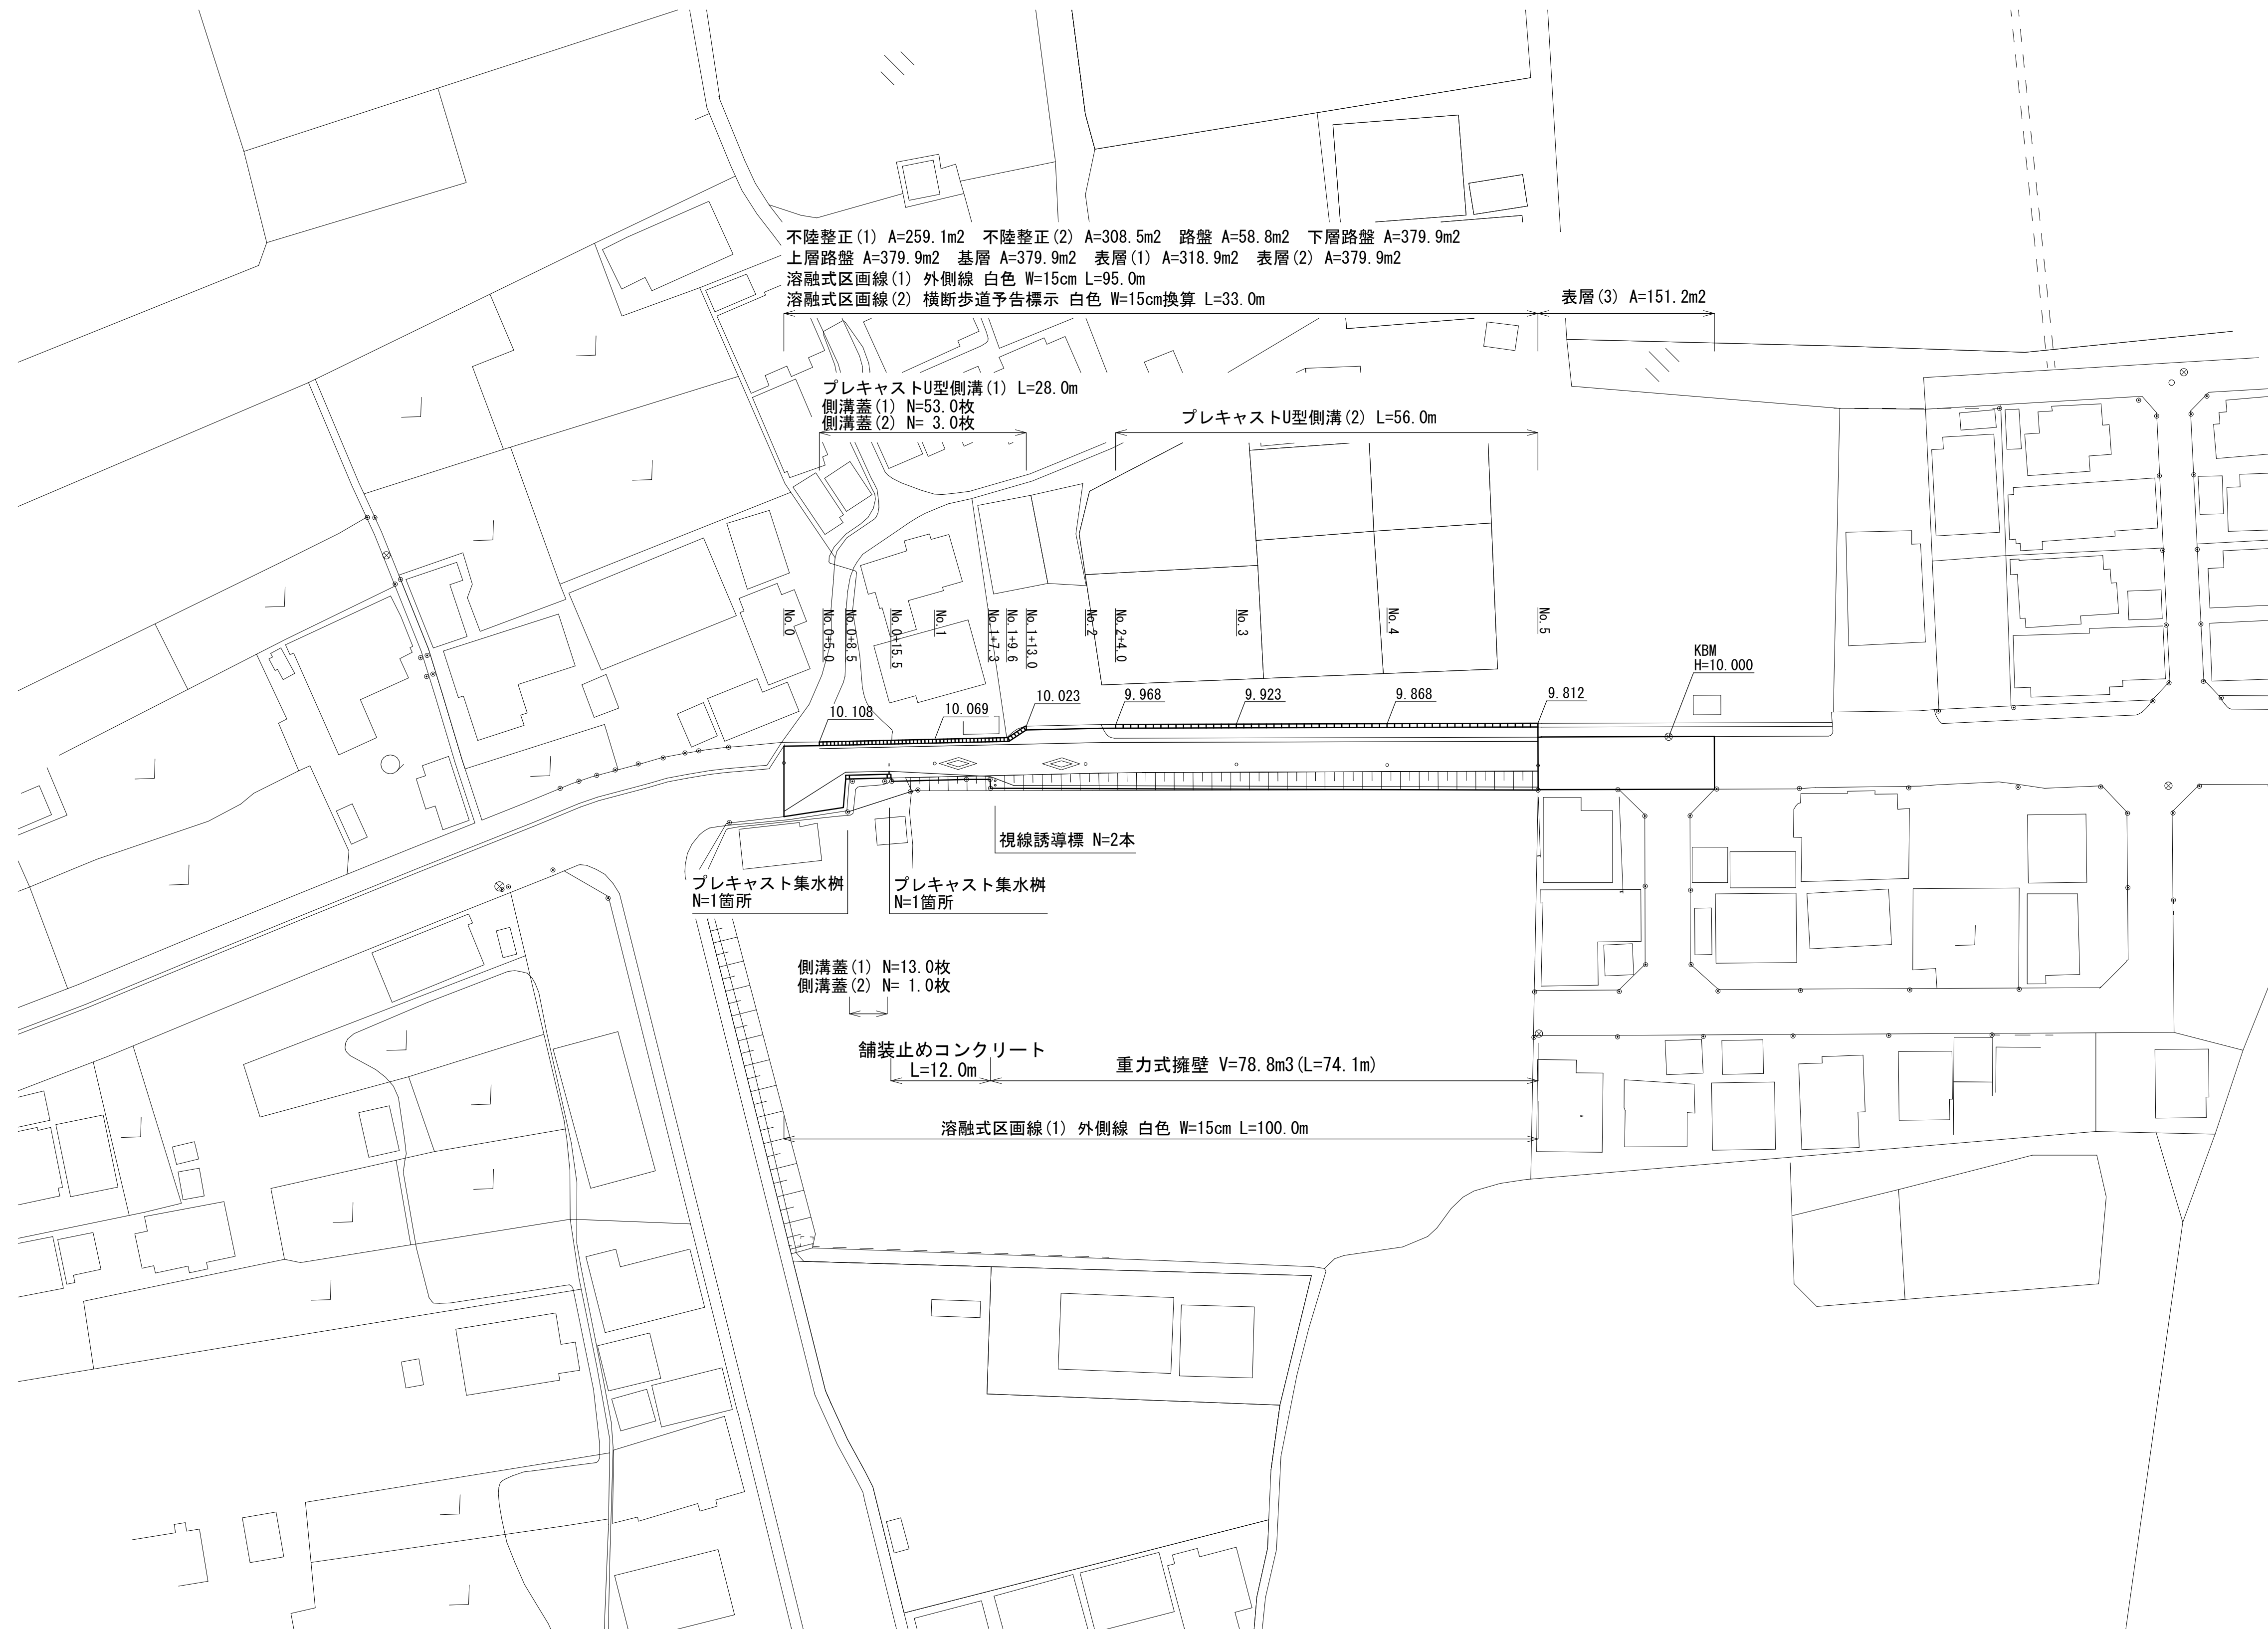 不陸整正(1) A=259.1m2 不陸整正(2) A=308.5m2 路盤 A=58.8m2 下層路盤 A=379.9m2
上層路盤 A=379.9m2 基層 A=379.9m2 表層(1) A=318.9m2 表層(2) A=379.9m2
溶融式区画線(1) 外側線 白色 W=15cm L=95.0m
溶融式区画線(2) 横断歩道予告標示 白色 W=15cm換算 L=33.0m
表層(3) A=151.2m2
プレキャストU型側溝(1) L=28.0m
側溝蓋(1) N=53.0枚
側溝蓋(2) N= 3.0枚
プレキャストU型側溝(2) L=56.0m
No.0
No.0+5.0
No.0+8.5
No.0+15.5
No.1
No.1+7.3
No.1+9.6
No.1+13.0
No.2
No.2+4.0
No.3
No.4
No.5
KBM
H=10.000
10.108
10.069
10.023
9.968
9.923
9.868
9.812
視線誘導標 N=2本
プレキャスト集水桝
N=1箇所
プレキャスト集水桝
N=1箇所
側溝蓋(1) N=13.0枚
側溝蓋(2) N= 1.0枚
舗装止めコンクリート
L=12.0m
重力式擁壁 V=78.8m3(L=74.1m)
溶融式区画線(1) 外側線 白色 W=15cm L=100.0m